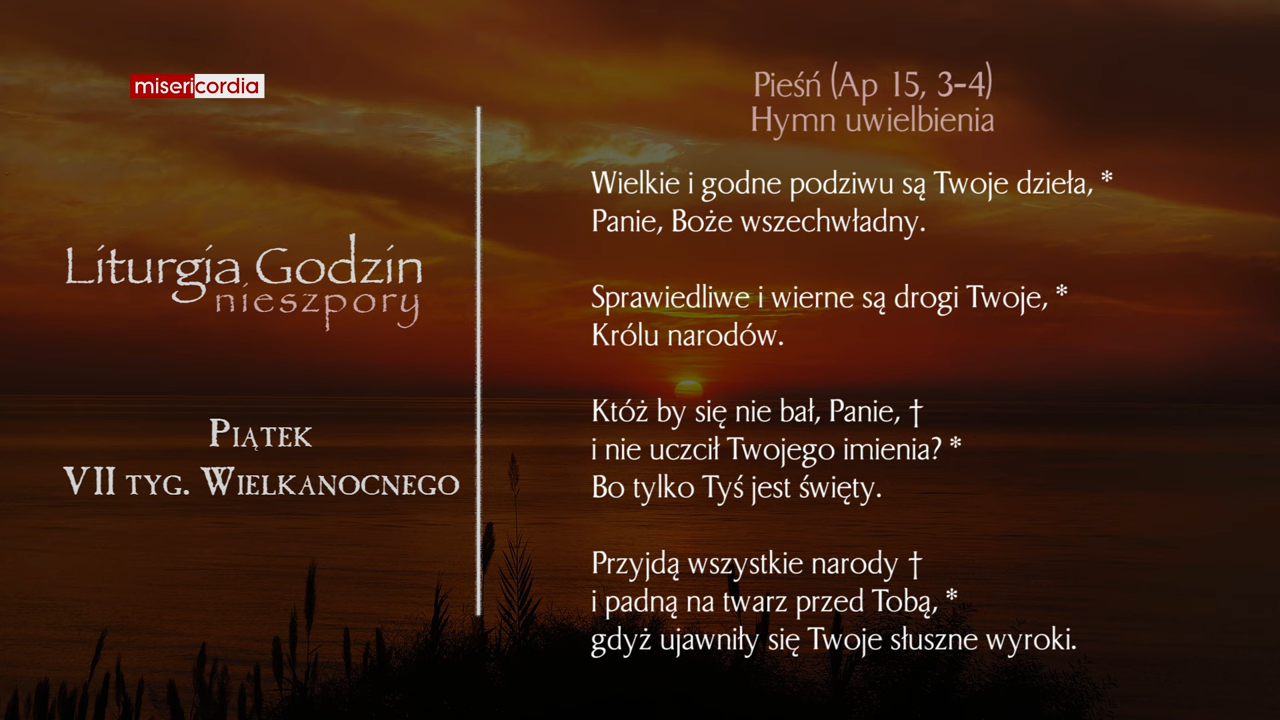 misericordia
Liturgia Godzin
nieszpory
Piątek
VII tyg. Wielkanocnego
Pieśń (Ap 15, 3-4)
Hymn uwielbienia
Wielkie i godne podziwu są Twoje dzieła, *
Panie, Boże wszechwładny.
Sprawiedliwe i wierne są drogi Twoje, *
Królu narodów.
Któż by się nie bał, Panie, †
i nie uczcił Twojego imienia? *
Bo tylko Tyś jest święty.
Przyjdą wszystkie narody †
i padną na twarz przed Tobą, *
gdyż ujawniły się Twoje słuszne wyroki.